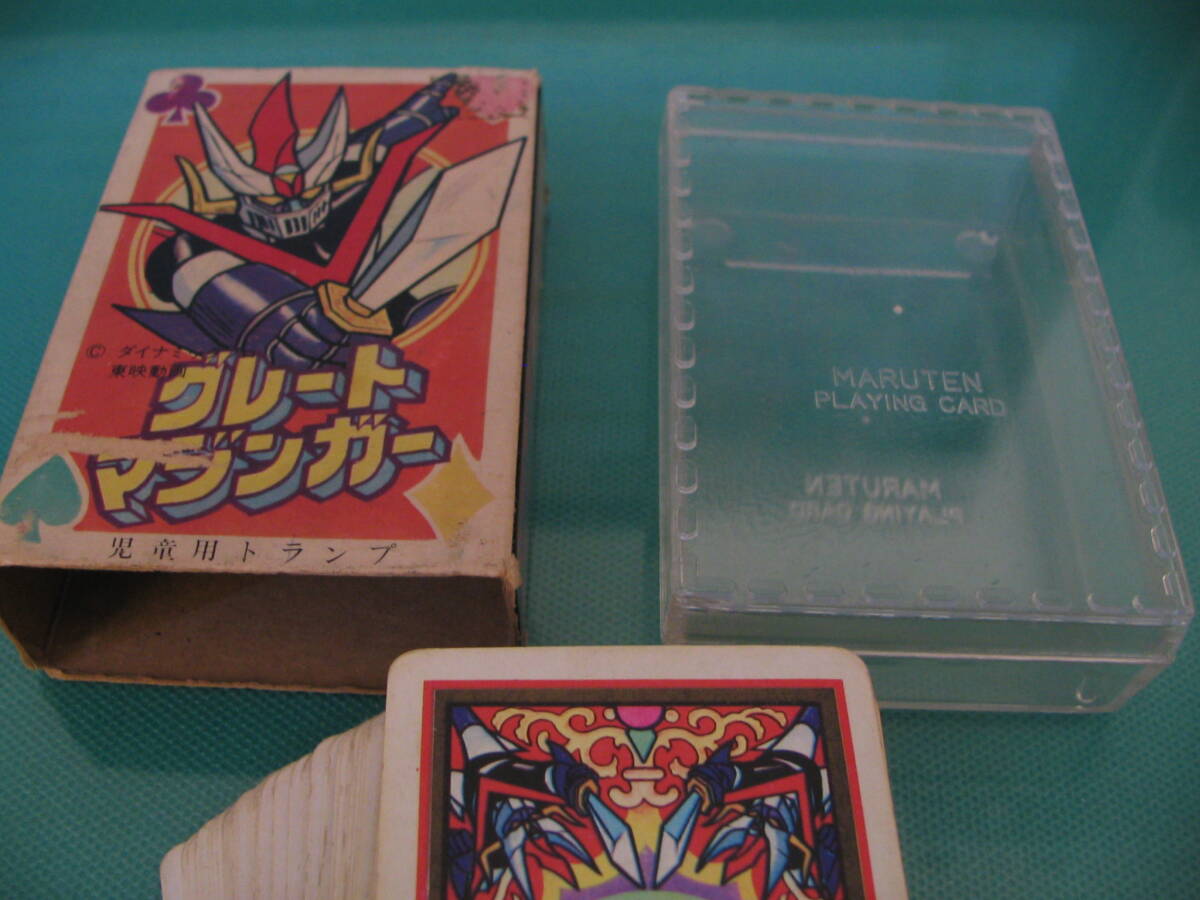 © ダイナミック
東映動画
グレート
マジンガー
児童用トランプ
MARUTEN
PLAYING CARD
MARUTEN
PLAYING CARD